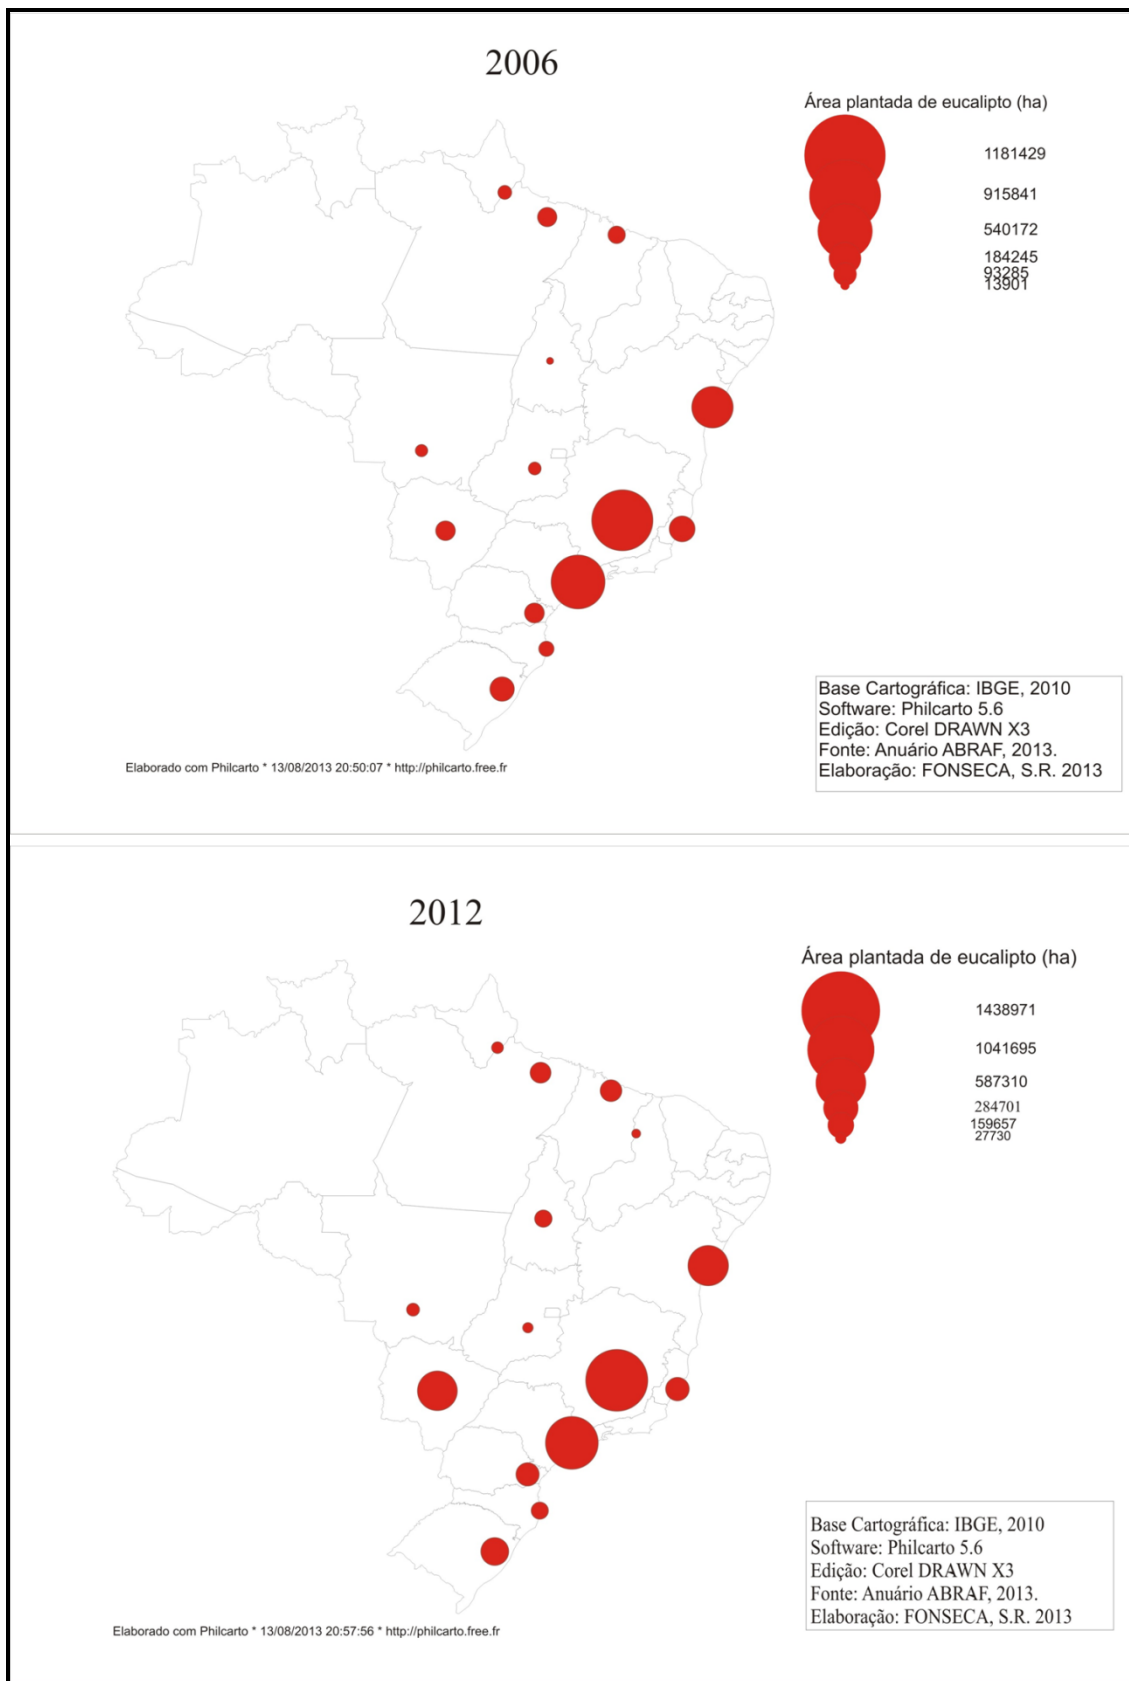 2006
Área plantada de eucalipto (ha)
1181429
915841
540172
184245
93285
13901
Base Cartográfica: IBGE, 2010
Software: Philcarto 5.6
Edição: Corel DRAWN X3
Fonte: Anuário ABRAF, 2013.
Elaboração: FONSECA, S.R. 2013
Elaborado com Philcarto * 13/08/2013 20:50:07 * http://philcarto.free.fr
2012
Área plantada de eucalipto (ha)
1438971
1041695
587310
284701
159657
27730
Base Cartográfica: IBGE, 2010
Software: Philcarto 5.6
Edição: Corel DRAWN X3
Fonte: Anuário ABRAF, 2013.
Elaboração: FONSECA, S.R. 2013
Elaborado com Philcarto * 13/08/2013 20:57:56 * http://philcarto.free.fr